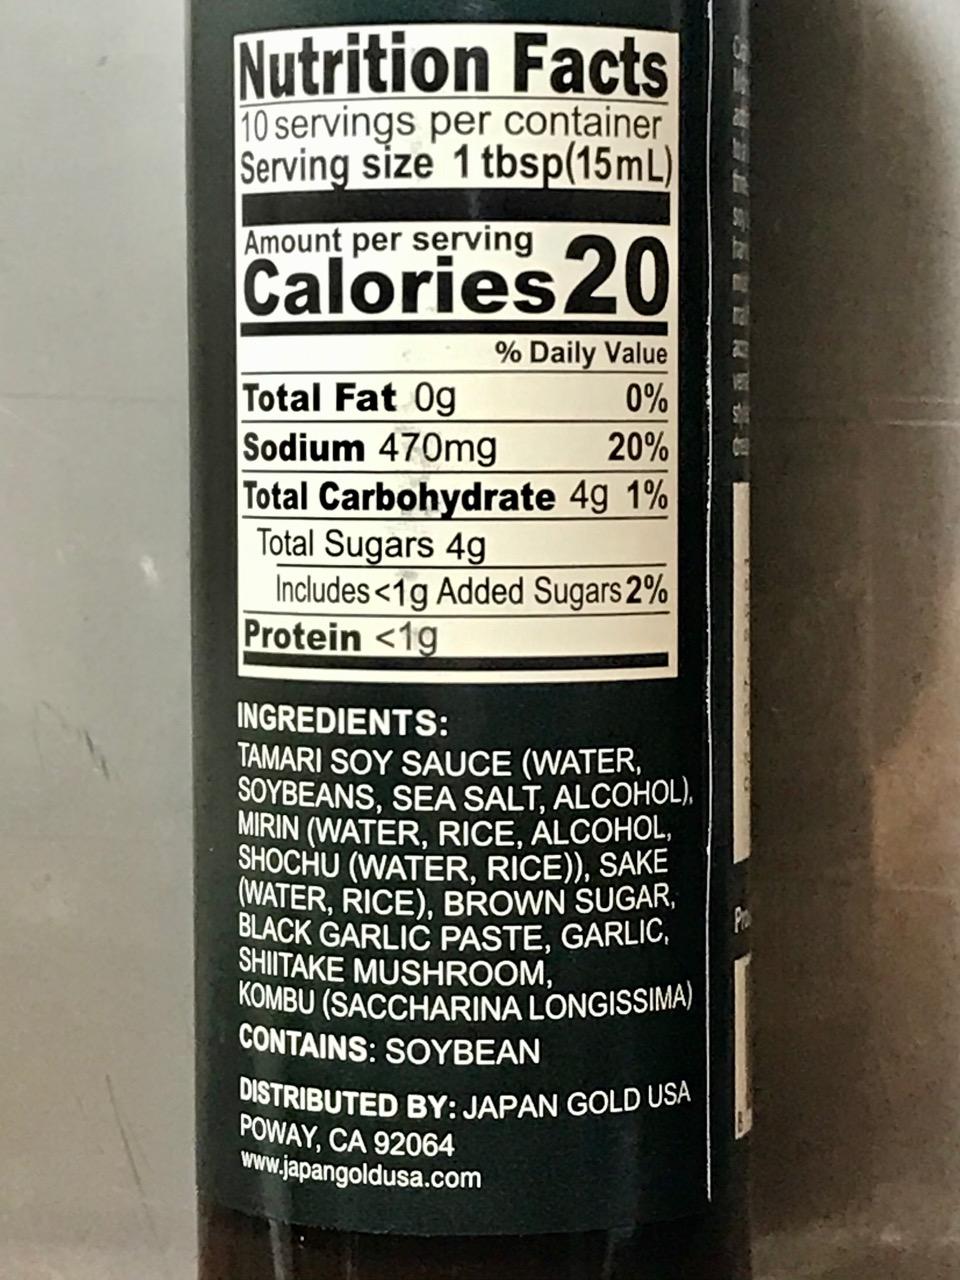 Nutrition Facts
10 servings per container
Serving size 1 tbsp(15mL)
Amount per serving
Calories 20
% Daily Value
Total Fat 0g 0%
Sodium 470mg 20%
Total Carbohydrate 4g 1%
Total Sugars 4g
Includes<1g Added Sugars 2%
Protein <1g
INGREDIENTS:
TAMARI SOY SAUCE (WATER,
SOYBEANS, SEA SALT, ALCOHOL),
MIRIN (WATER, RICE, ALCOHOL,
SHOCHU (WATER, RICE)), SAKE
(WATER, RICE), BROWN SUGAR,
BLACK GARLIC PASTE, GARLIC,
SHIITAKE MUSHROOM,
KOMBU (SACCHARINA LONGISSIMA)
CONTAINS: SOYBEAN
DISTRIBUTED BY: JAPAN GOLD USA
POWAY, CA 92064
www.japangoldusa.com